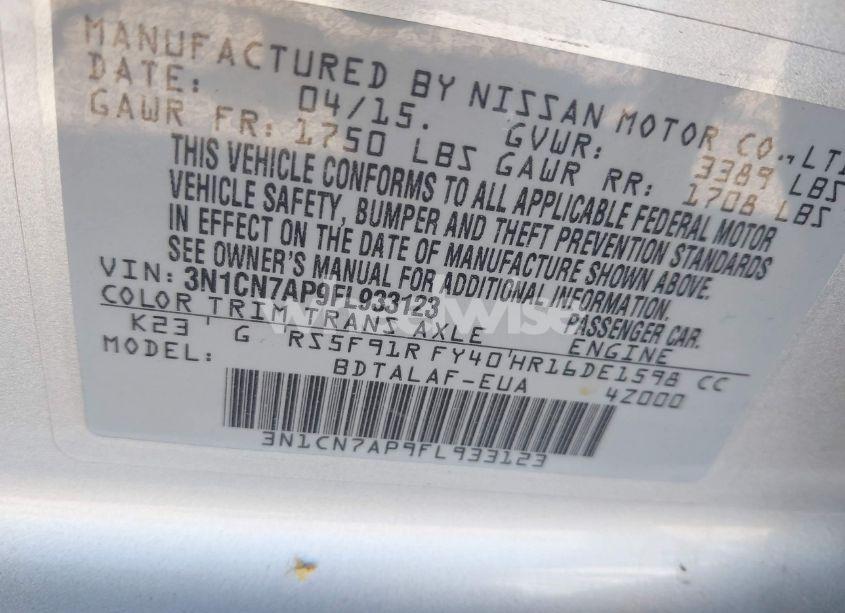 MANUFACTURED BY NISSAN MOTOR CO.,LTD
DATE: 04/15. GVWR: 3389 LBS
GAWR FR: 1750 LBS GAWR RR: 1708 LBS
THIS VEHICLE CONFORMS TO ALL APPLICABLE FEDERAL MOTOR
VEHICLE SAFETY, BUMPER AND THEFT PREVENTION STANDARDS
IN EFFECT ON THE DATE OF MANUFACTURE SHOWN ABOVE.
SEE OWNER'S MANUAL FOR ADDITIONAL INFORMATION.
VIN: 3N1CN7AP9FL933123 PASSENGER CAR.
COLOR TRIM TRANS AXLE ENGINE
K23 G RS5F91R FY40 HR16DE1598 CC
MODEL: BDTALAF-EUA 4Z000
3N1CN7AP9FL933123